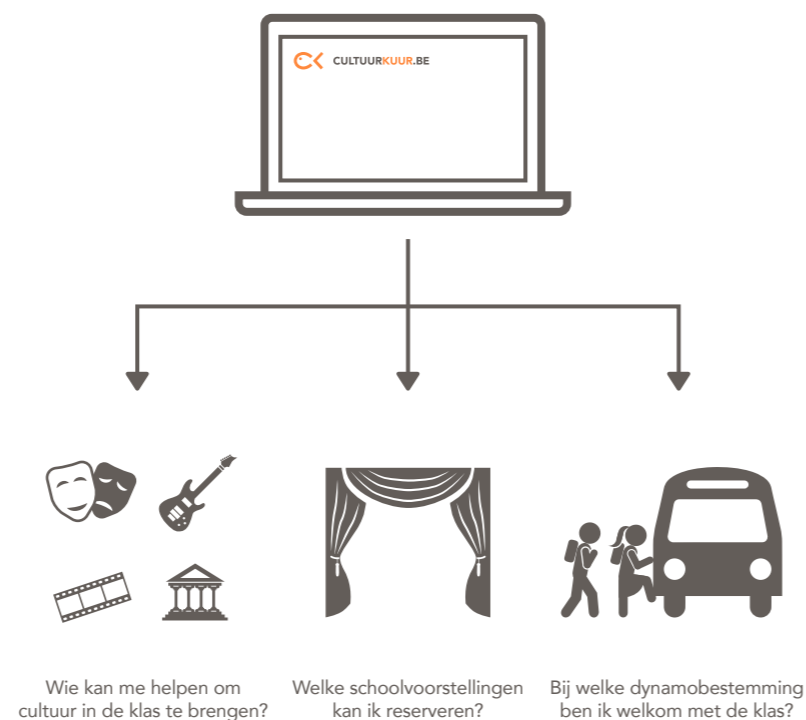 CULTUURKUUR.BE
Wie kan me helpen om
cultuur in de klas te brengen?
Welke schoolvoorstellingen
kan ik reserveren?
Bij welke dynamobestemming
ben ik welkom met de klas?